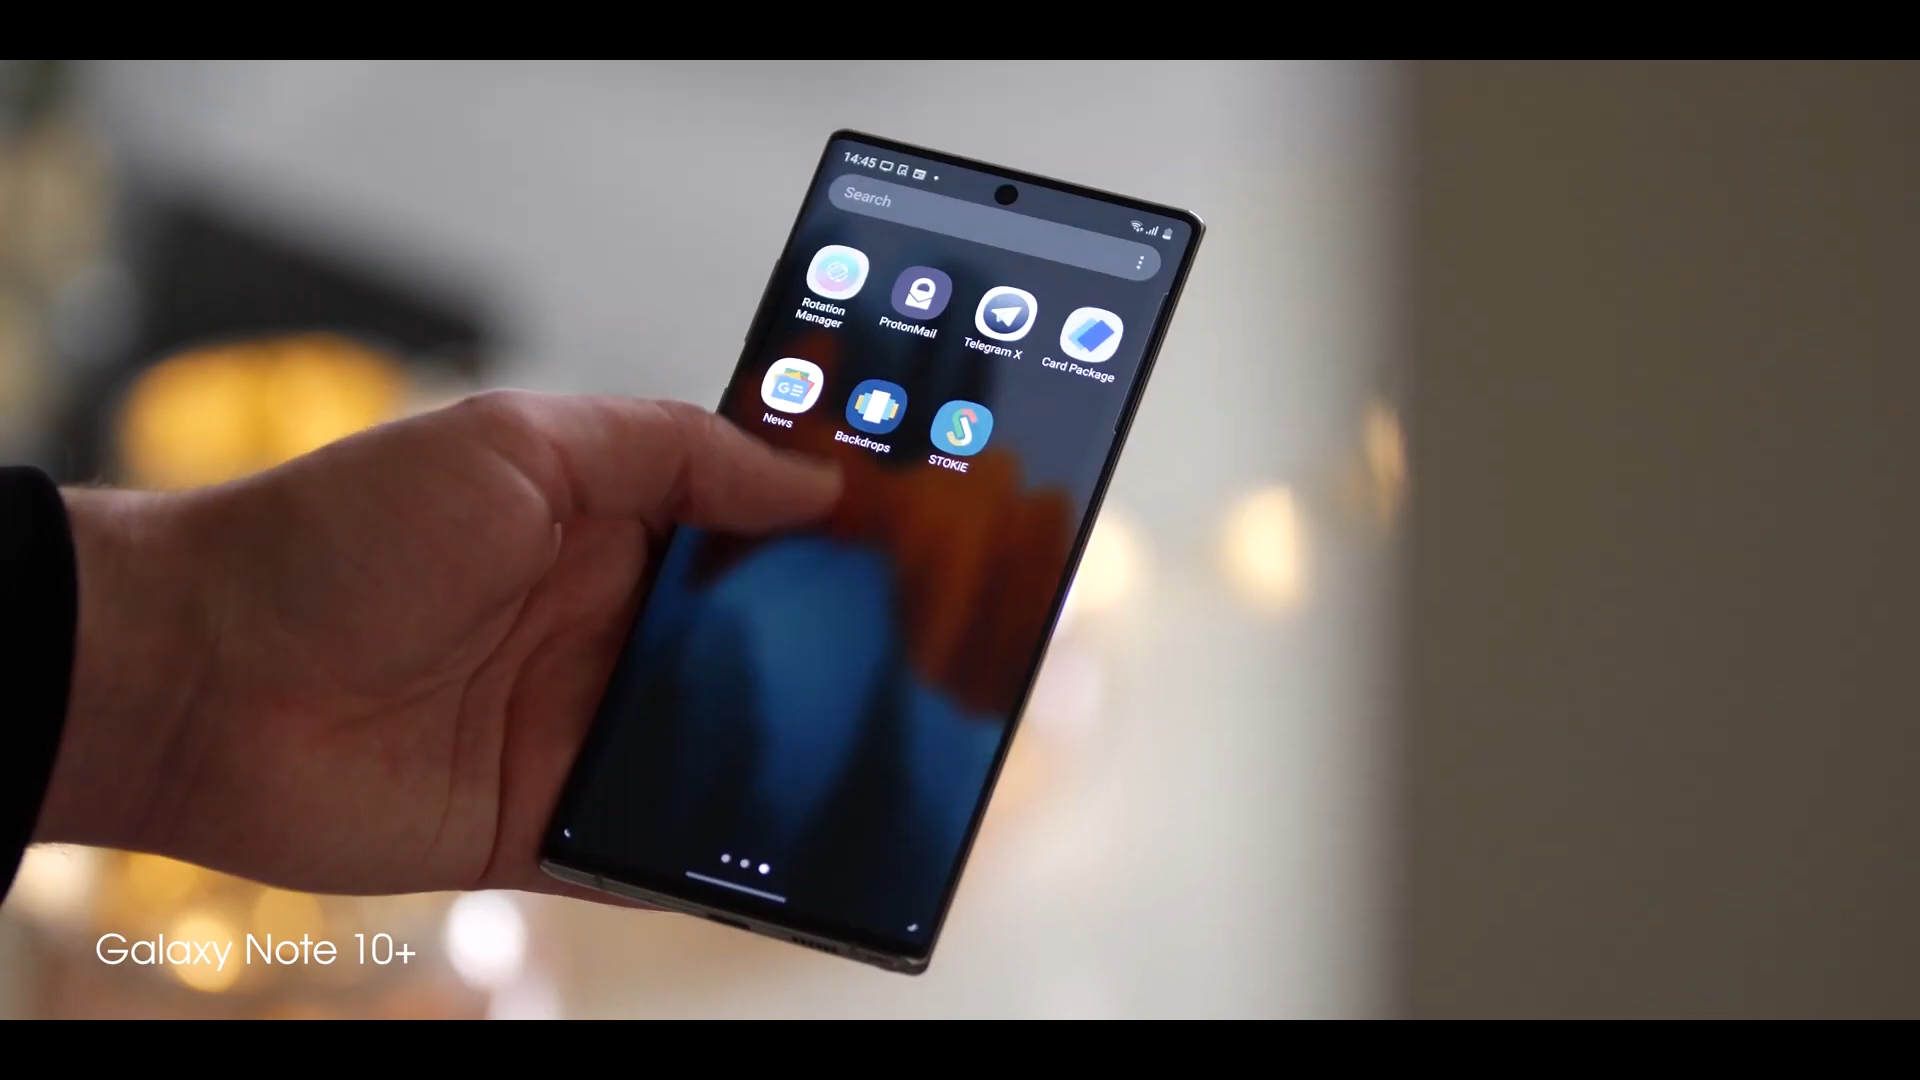 14:45
Search
Rotation
Manager
ProtonMail
Telegram X
Card Package
News
Backdrops
STOKiE
Galaxy Note 10+